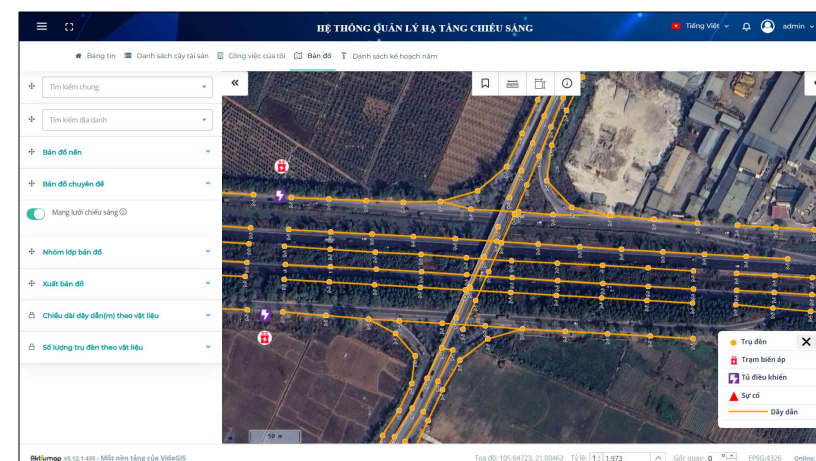 HỆ THỐNG QUẢN LÝ HẠ TẦNG CHIẾU SÁNG
Tiếng Việt
admin
Bảng tin
Danh sách cây tài sản
Công việc của tôi
Bản đồ
Danh sách kế hoạch năm
Tìm kiếm chung
Tìm kiếm địa danh
Bản đồ nền
Bản đồ chuyên đề
Mạng lưới chiếu sáng
Nhóm lớp bản đồ
Xuất bản đồ
Chiều dài dây dẫn(m) theo vật liệu
Số lượng trụ đèn theo vật liệu
Trụ đèn
Trạm biến áp
Tủ điều khiển
Sự cố
Dây dẫn
50 m
Aktiumap v3.12.1.435 - Một nền tảng của VidaGIS
Toạ độ: 105.64723, 21.00462 Tỷ lệ: 1 : 1.973 Góc quay: 0 ° EPSG:4326 Online: